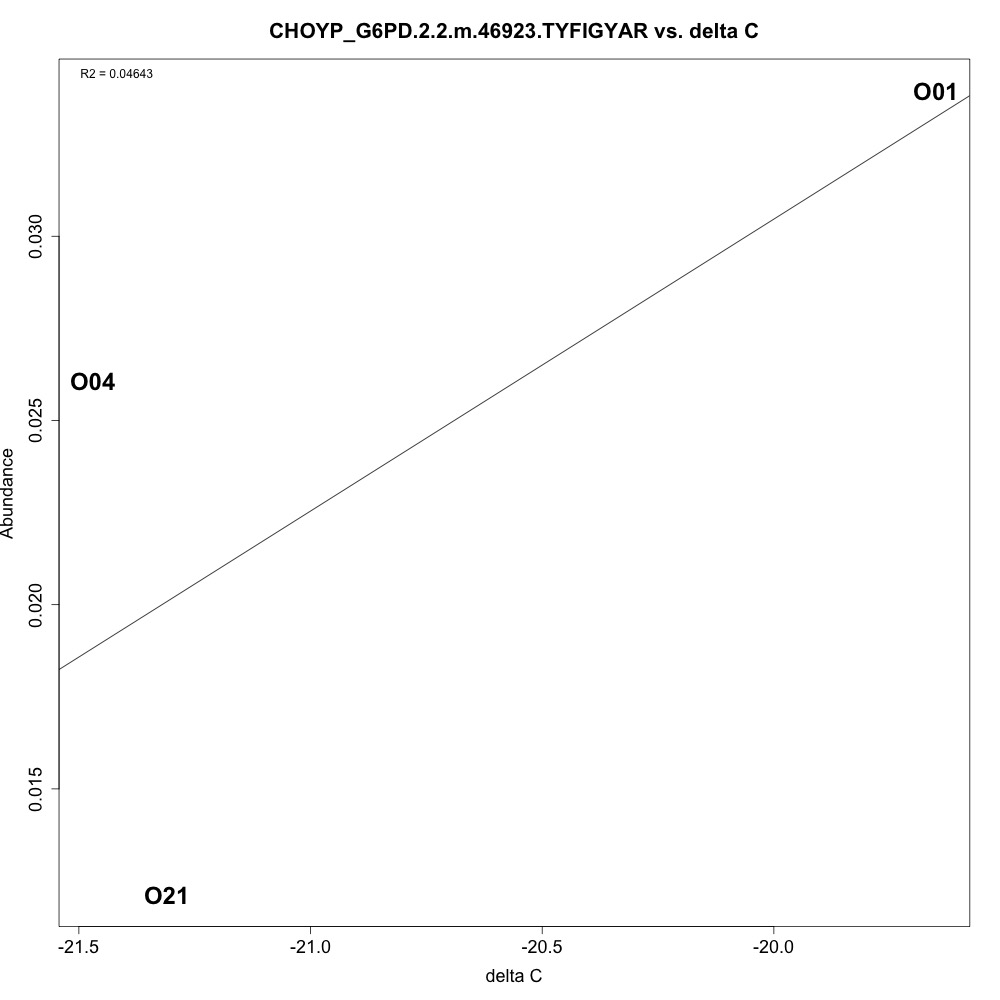 CHOYP_G6PD.2.2.m.46923.TYFIGYAR vs. delta C
R2 = 0.04643
O01
0.030
O04
0.025
Abundance
0.020
0.015
O21
-21.5 -21.0 -20.5 -20.0
delta C